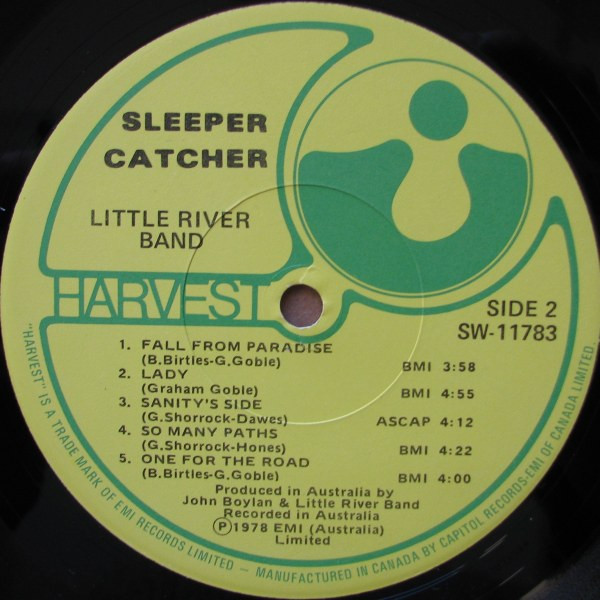 SLEEPER
CATCHER
LITTLE RIVER
BAND
HARVEST
SIDE 2
SW-11783
1. FALL FROM PARADISE
(B.Birtles-G.Goble) BMI 3:58
2. LADY
(Graham Goble) BMI 4:55
3. SANITY'S SIDE
(G.Shorrock-Dawes) ASCAP 4:12
4. SO MANY PATHS
(G.Shorrock-Hones) BMI 4:22
5. ONE FOR THE ROAD
(B.Birtles-G.Goble) BMI 4:00
Produced in Australia by
John Boylan & Little River Band
Recorded in Australia
Ⓟ1978 EMI (Australia)
Limited
"HARVEST" IS A TRADE MARK OF EMI RECORDS LIMITED – MANUFACTURED IN CANADA BY CAPITOL RECORDS-EMI OF CANADA LIMITED.